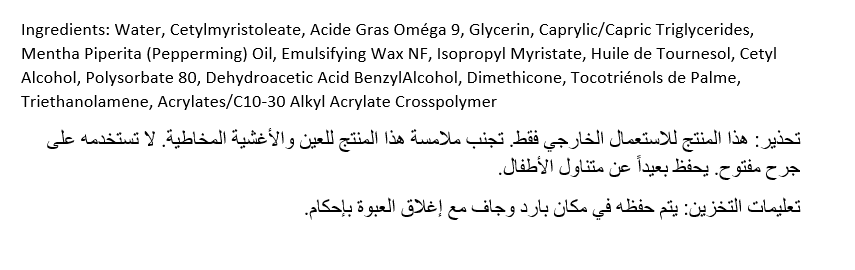 Ingredients: Water, Cetylmyristoleate, Acide Gras Oméga 9, Glycerin, Caprylic/Capric Triglycerides,
Mentha Piperita (Pepperming) Oil, Emulsifying Wax NF, Isopropyl Myristate, Huile de Tournesol, Cetyl
Alcohol, Polysorbate 80, Dehydroacetic Acid BenzylAlcohol, Dimethicone, Tocotriénols de Palme,
Triethanolamene, Acrylates/C10-30 Alkyl Acrylate Crosspolymer
تحذير: هذا المنتج للاستعمال الخارجي فقط. تجنب ملامسة هذا المنتج للعين والأغشية المخاطية. لا تستخدمه على
جرح مفتوح. يحفظ بعيداً عن متناول الأطفال.
تعليمات التخزين: يتم حفظه في مكان بارد وجاف مع إغلاق العبوة بإحكام.